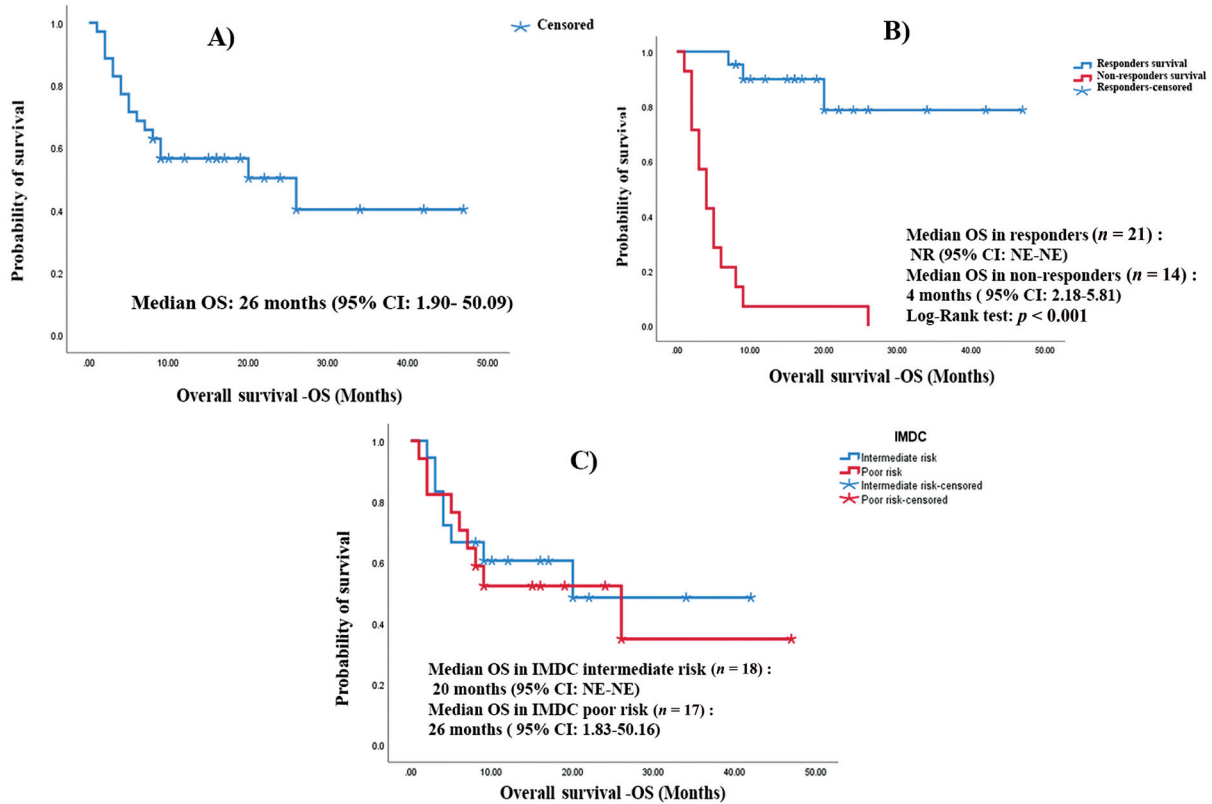 A)
Censored
Probability of survival
1.0
0.8
0.6
0.4
0.2
0.0
Median OS: 26 months (95% CI: 1.90- 50.09)
.00 10.00 20.00 30.00 40.00 50.00
Overall survival -OS (Months)
B)
Responders survival
Non-responders survival
Responders-censored
Probability of survival
1.0
0.8
0.6
0.4
0.2
0.0
Median OS in responders (n = 21) :
NR (95% CI: NE-NE)
Median OS in non-responders (n = 14) :
4 months ( 95% CI: 2.18-5.81)
Log-Rank test: p < 0.001
.00 10.00 20.00 30.00 40.00 50.00
Overall survival -OS (Months)
C)
IMDC
Intermediate risk
Poor risk
Intermediate risk-censored
Poor risk-censored
Probability of survival
1.0
0.8
0.6
0.4
0.2
0.0
Median OS in IMDC intermediate risk (n = 18) :
20 months (95% CI: NE-NE)
Median OS in IMDC poor risk (n = 17) :
26 months ( 95% CI: 1.83-50.16)
.00 10.00 20.00 30.00 40.00 50.00
Overall survival -OS (Months)